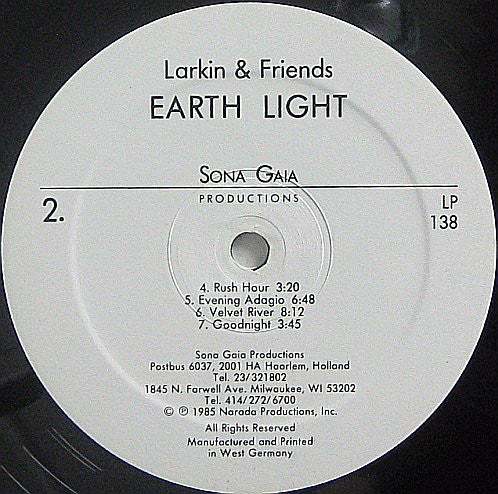 Larkin & Friends
EARTH LIGHT
SONA GAIA
PRODUCTIONS
2.
LP
138
4. Rush Hour 3:20
5. Evening Adagio 6:48
6. Velvet River 8:12
7. Goodnight 3:45
Sona Gaia Productions
Postbus 6037, 2001 HA Haarlem, Holland
Tel. 23/321802
1845 N. Farwell Ave. Milwaukee, WI 53202
Tel. 414/272/6700
© ℗ 1985 Narada Productions, Inc.
All Rights Reserved
Manufactured and Printed
in West Germany